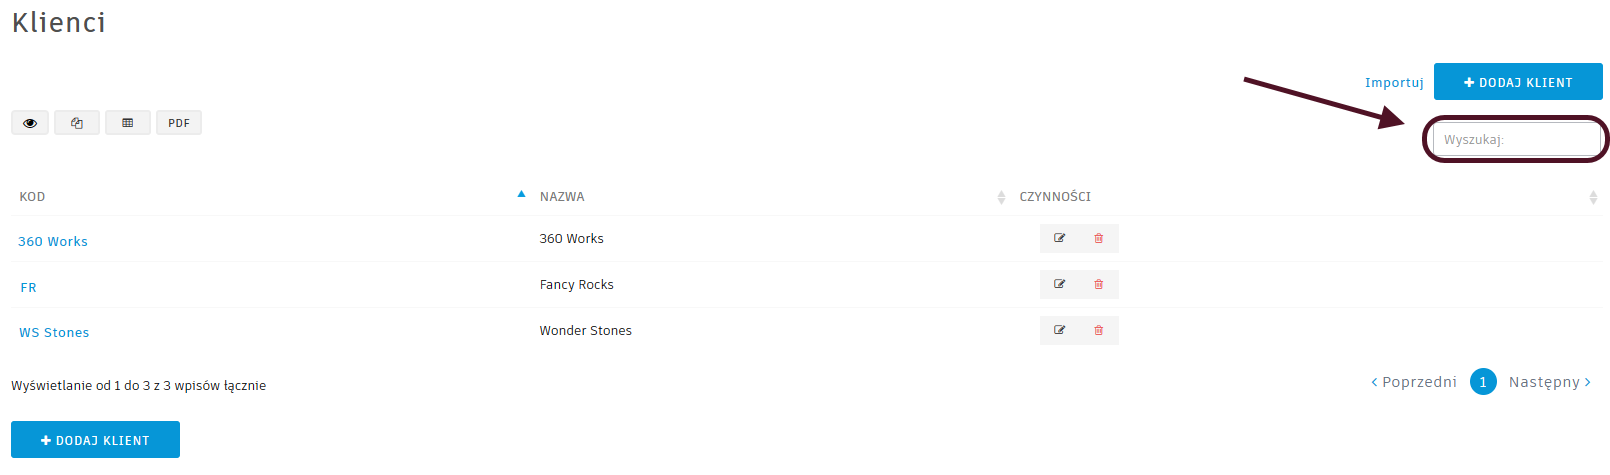 Klienci
Importuj
DODAJ KLIENT
PDF
Wyszukaj:
KOD NAZWA CZYNNOŚCI
360 Works 360 Works
FR Fancy Rocks
WS Stones Wonder Stones
Wyświetlanie od 1 do 3 z 3 wpisów łącznie
Poprzedni 1 Następny
DODAJ KLIENT